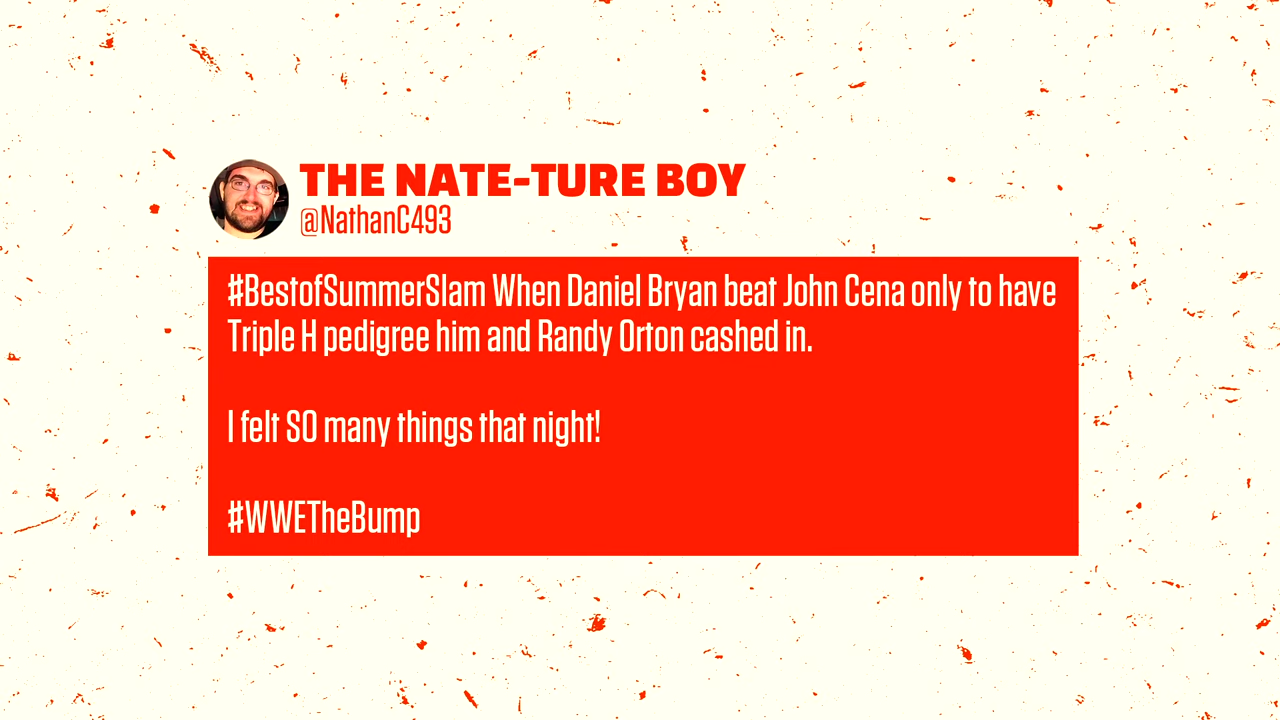 THE NATE-TURE BOY
@NathanC493
#BestofSummerSlam When Daniel Bryan beat John Cena only to have
Triple H pedigree him and Randy Orton cashed in.
I felt SO many things that night!
#WWETheBump